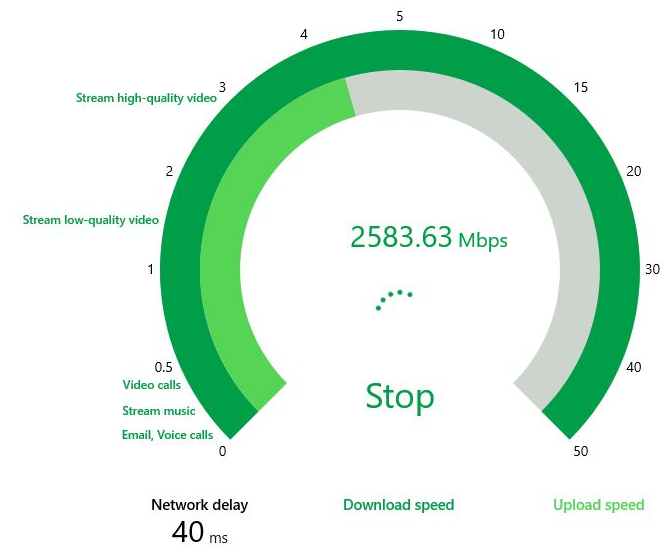 5
4
10
3
15
Stream high-quality video
2
20
Stream low-quality video
2583.63 Mbps
1
30
0.5
40
Video calls
Stop
Stream music
Email, Voice calls
0
50
Network delay
Download speed
Upload speed
40 ms